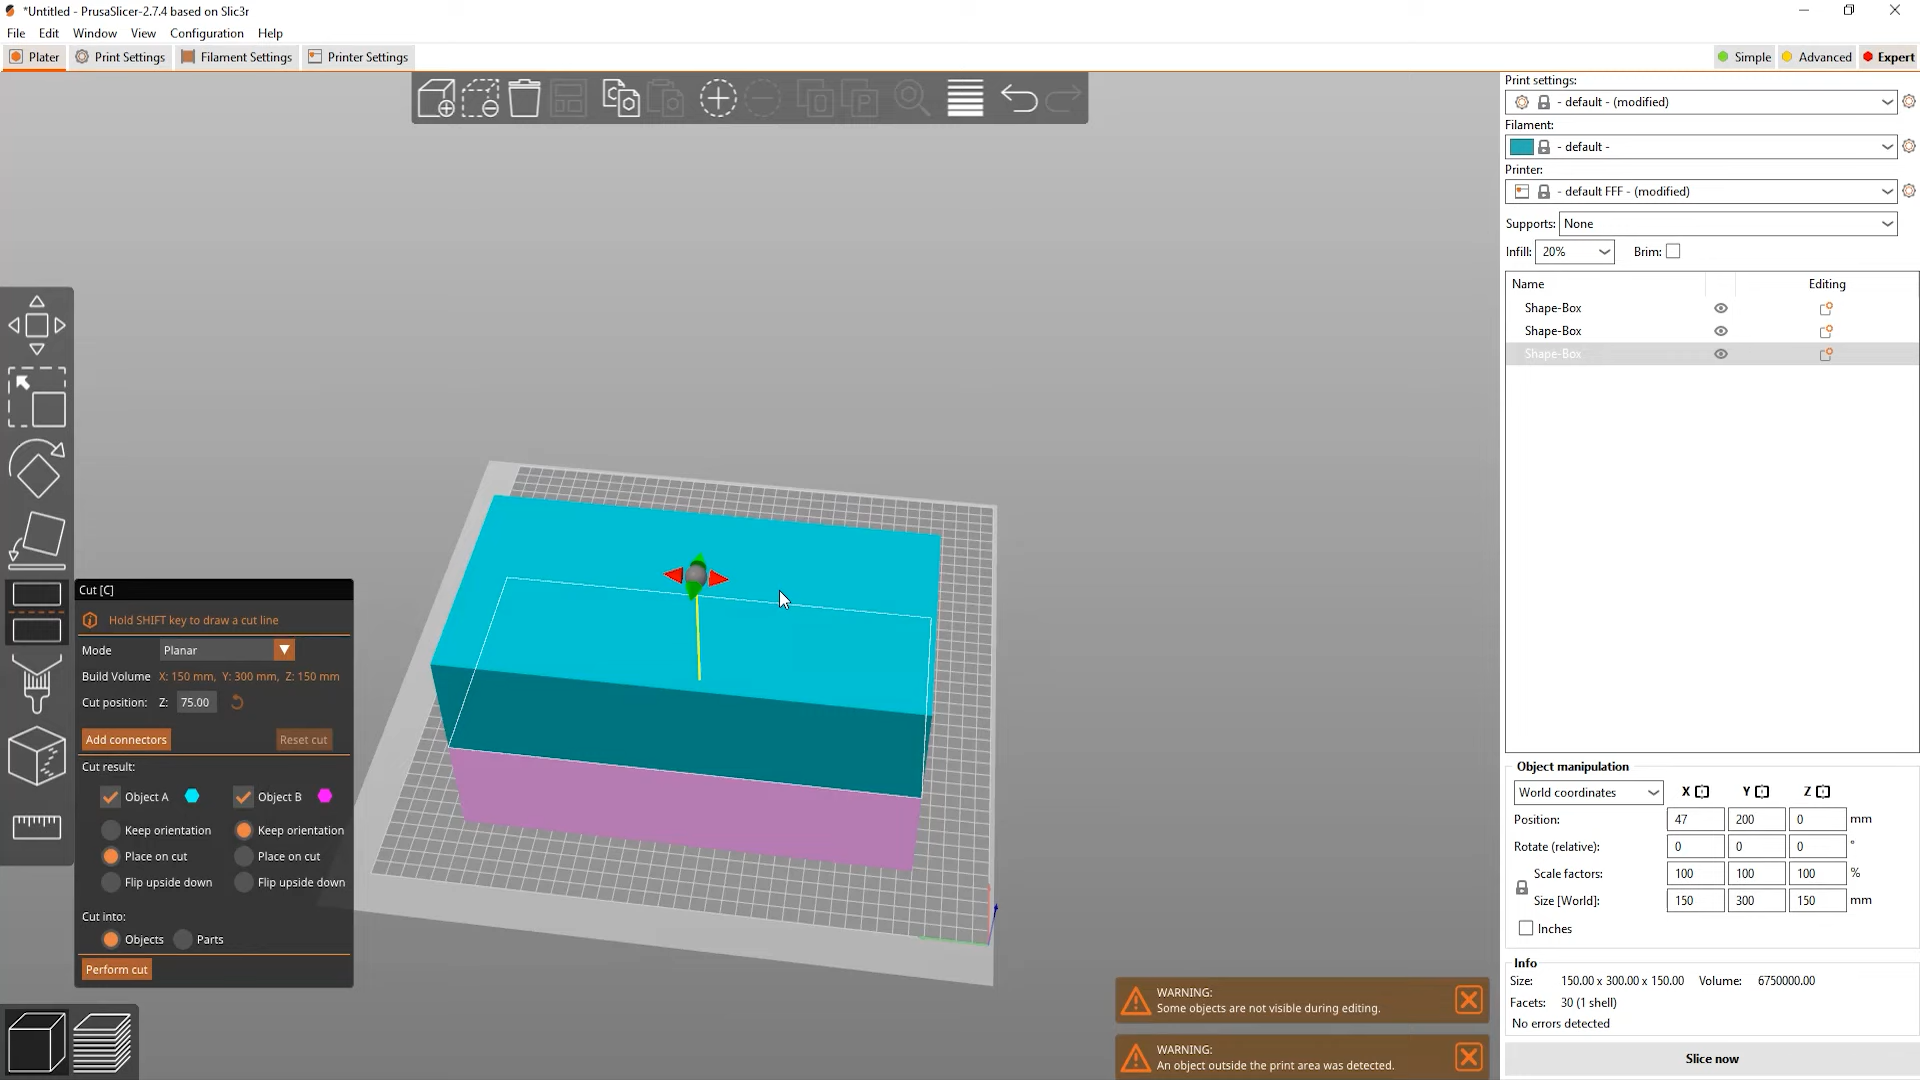 *Untitled - PrusaSlicer-2.7.4 based on Slic3r
File Edit Window View Configuration Help
Plater Print Settings Filament Settings Printer Settings
Simple Advanced Expert
Print settings:
- default - (modified)
Filament:
- default -
Printer:
- default FFF - (modified)
Supports: None
Infill: 20% Brim:
Name Editing
Shape-Box
Shape-Box
Shape-Box
Cut [C]
Hold SHIFT key to draw a cut line
Mode Planar
Build Volume X: 150 mm, Y: 300 mm, Z: 150 mm
Cut position: Z: 75.00
Add connectors Reset cut
Cut result:
Object A Object B
Keep orientation Keep orientation
Place on cut Place on cut
Flip upside down Flip upside down
Cut into:
Objects Parts
Perform cut
WARNING:
Some objects are not visible during editing.
WARNING:
An object outside the print area was detected.
Object manipulation
World coordinates X Y Z
Position: 47 200 0 mm
Rotate (relative): 0 0 0 °
Scale factors: 100 100 100 %
Size [World]: 150 300 150 mm
Inches
Info
Size: 150.00 x 300.00 x 150.00 Volume: 6750000.00
Facets: 30 (1 shell)
No errors detected
Slice now